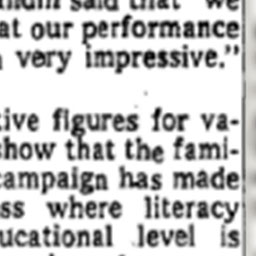 said that "we
at our performance
very impressive."
tive figures for va-
show that the fami-
campaign has made
ss where literacy
ucational level is